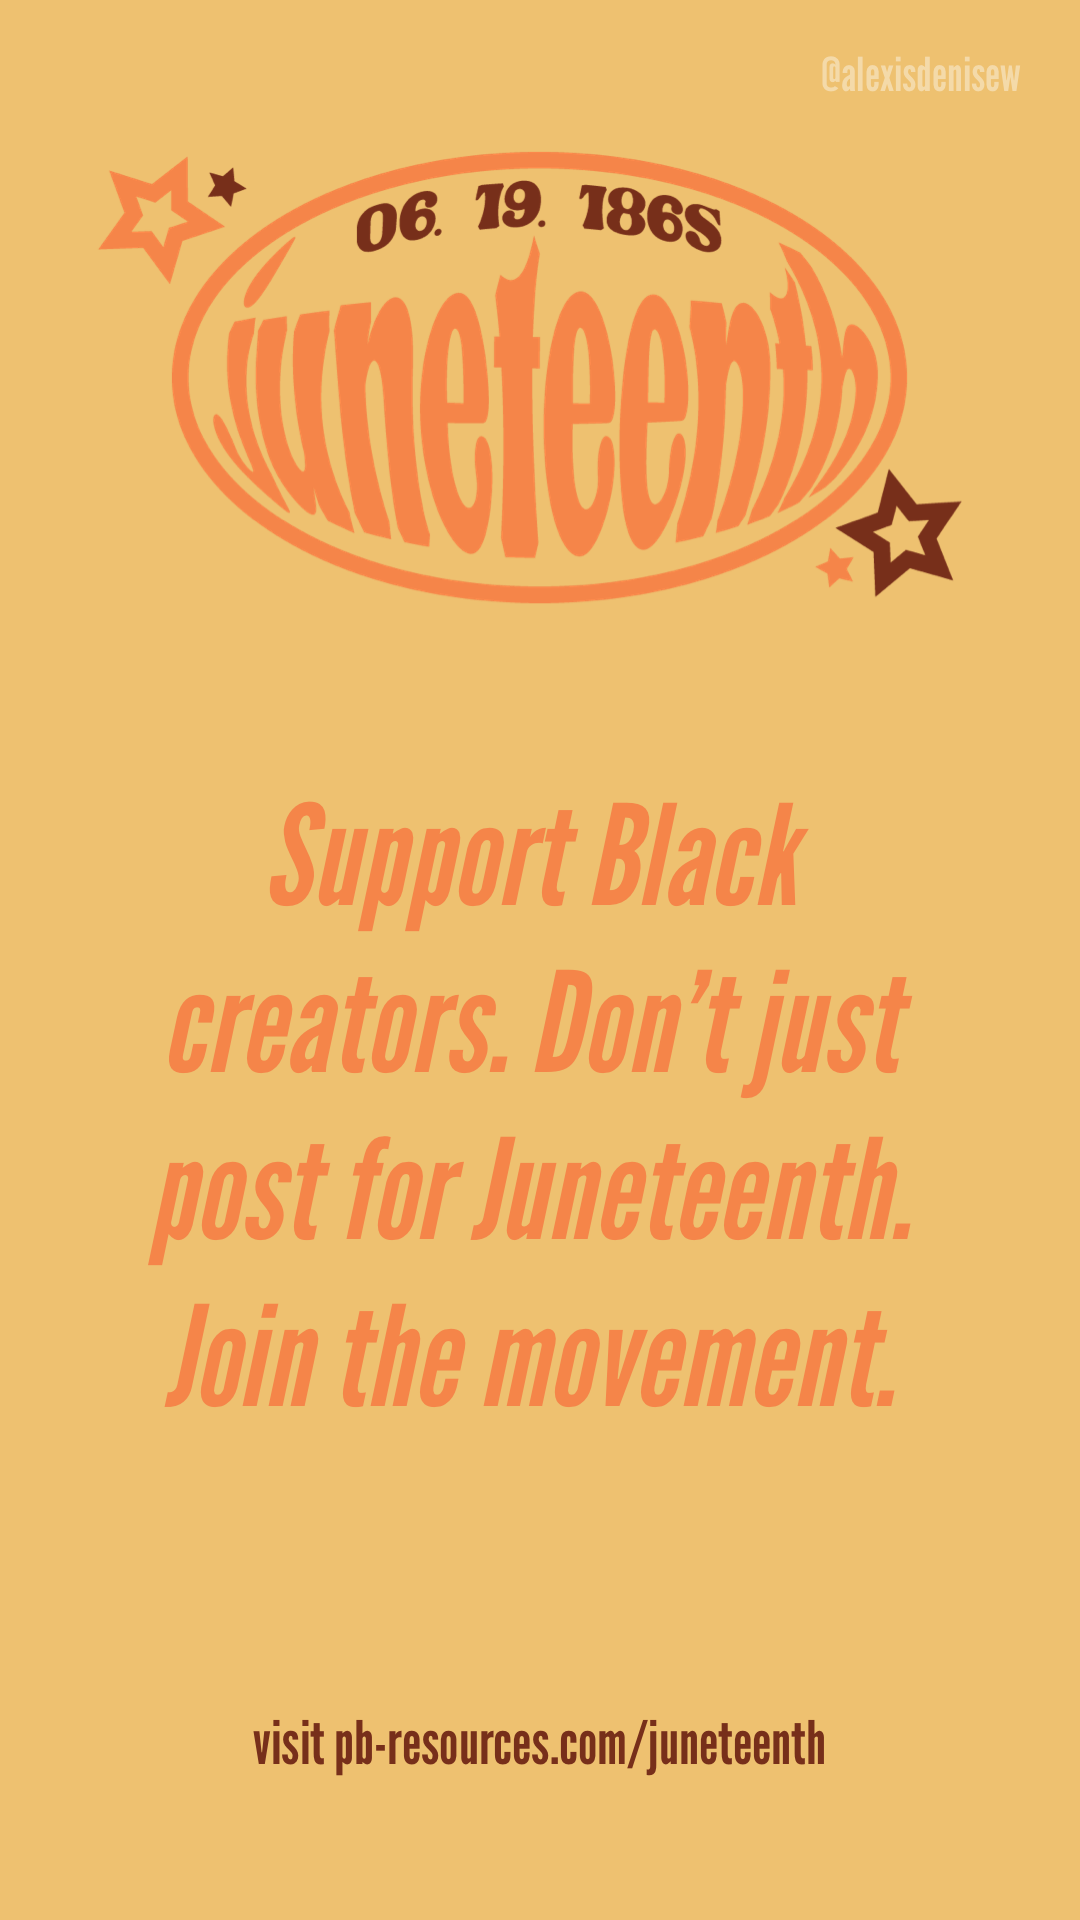 @alexisdenisew
06. 19. 1865
juneteenth
Support Black
creators. Don’t just
post for Juneteenth.
Join the movement.
visit pb-resources.com/juneteenth